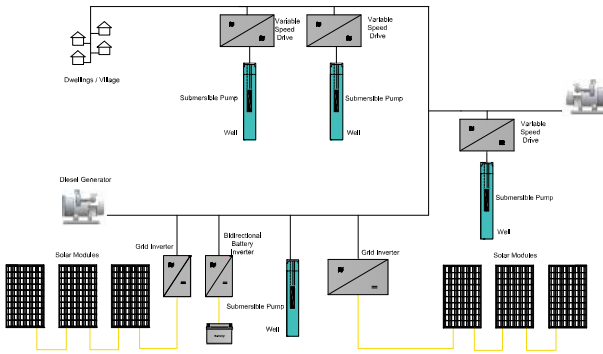 Variable
Speed
Drive
Variable
Speed
Drive
Dwellings / Village
Submersible Pump
Submersible Pump
Well
Well
Variable
Speed
Drive
Diesel Generator
Submersible Pump
Well
Solar Modules
Grid Inverter
Bidirectional
Battery
Inverter
Grid Inverter
Solar Modules
Submersible Pump
Well
Battery